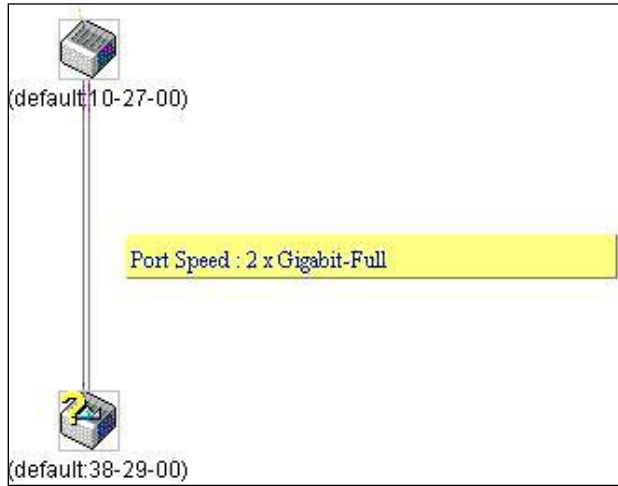 (default:10-27-00)
Port Speed : 2 x Gigabit-Full
?
(default:38-29-00)